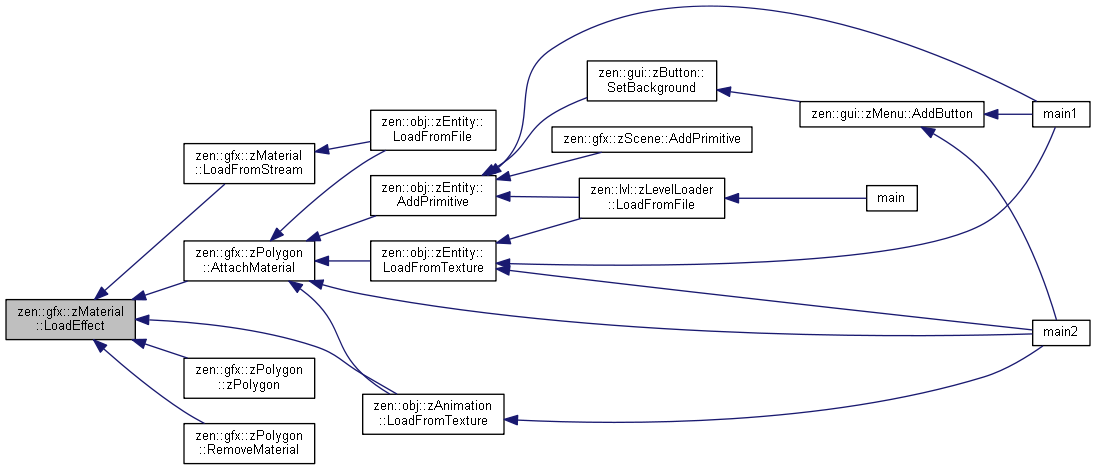 zen::gfx::zMaterial
::LoadEffect
zen::gfx::zMaterial
::LoadFromStream
zen::gfx::zPolygon
::AttachMaterial
zen::gfx::zPolygon
::zPolygon
zen::gfx::zPolygon
::RemoveMaterial
zen::obj::zEntity::
LoadFromFile
zen::obj::zEntity::
AddPrimitive
zen::obj::zEntity::
LoadFromTexture
zen::obj::zAnimation
::LoadFromTexture
zen::gui::zButton::
SetBackground
zen::gfx::zScene::AddPrimitive
zen::lvl::zLevelLoader
::LoadFromFile
zen::gui::zMenu::AddButton
main
main1
main2